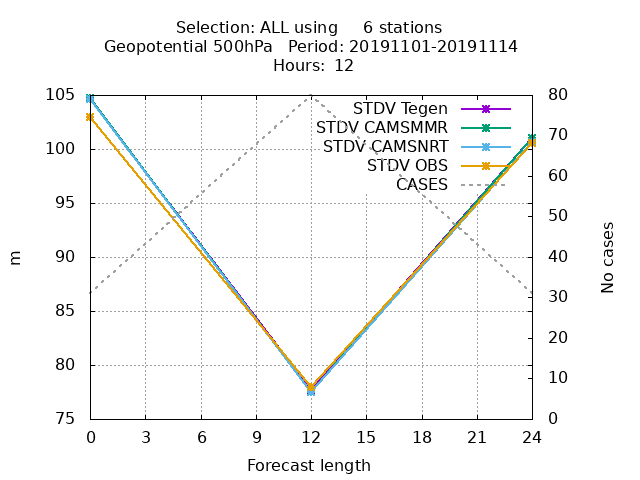 Selection: ALL using     6 stations
Geopotential 500hPa   Period: 20191101-20191114
Hours: 12
105
100
95
90
85
80
75
m
80
70
60
50
40
30
20
10
0
No cases
STDV Tegen
STDV CAMSMMR
STDV CAMSNRT
STDV OBS
CASES
0 3 6 9 12 15 18 21 24
Forecast length